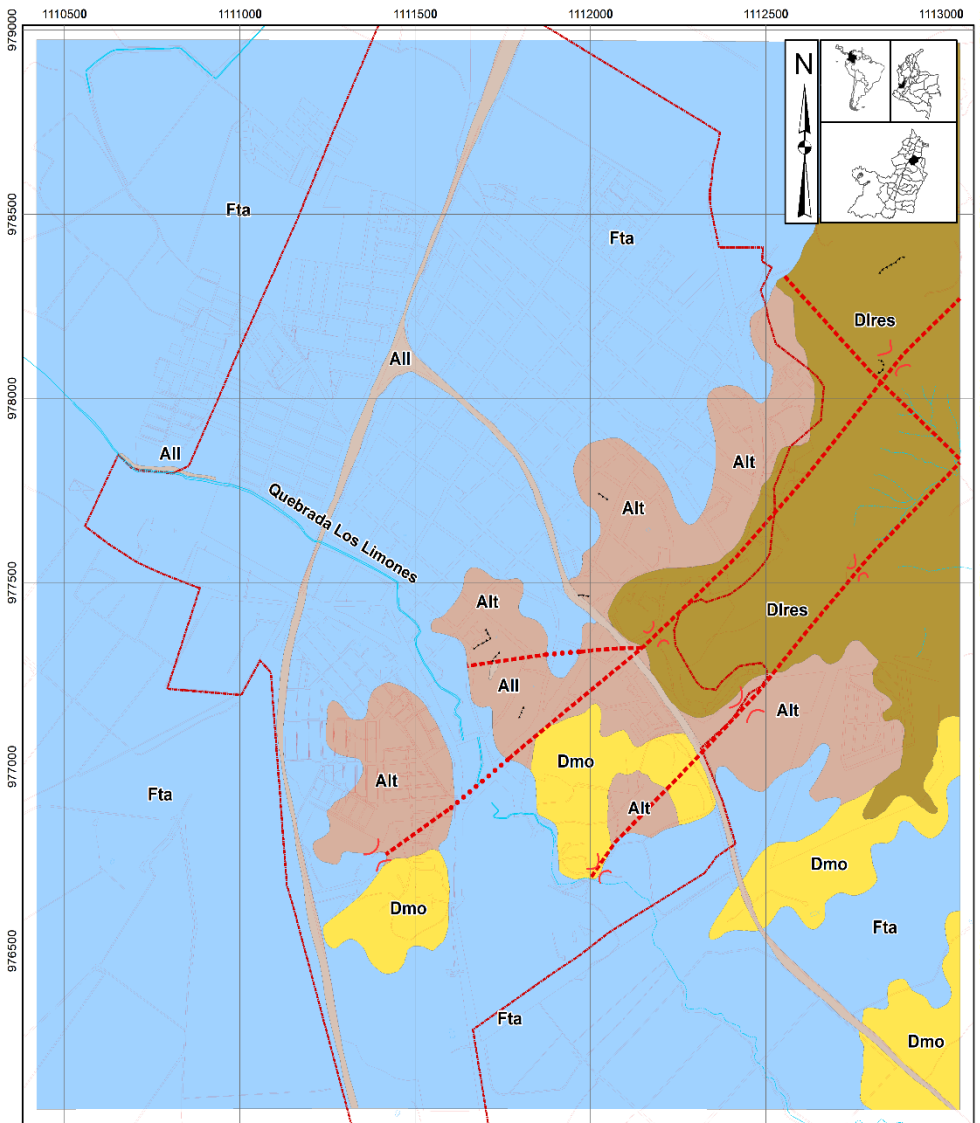 1110500
1111000
1111500
1112000
1112500
1113000
979000
978500
978000
977500
977000
976500
N
Fta
Fta
Dlres
All
Alt
All
Alt
Quebrada Los Limones
Alt
Dlres
All
Alt
Dmo
Alt
Fta
Alt
Dmo
Dmo
Fta
Fta
Dmo